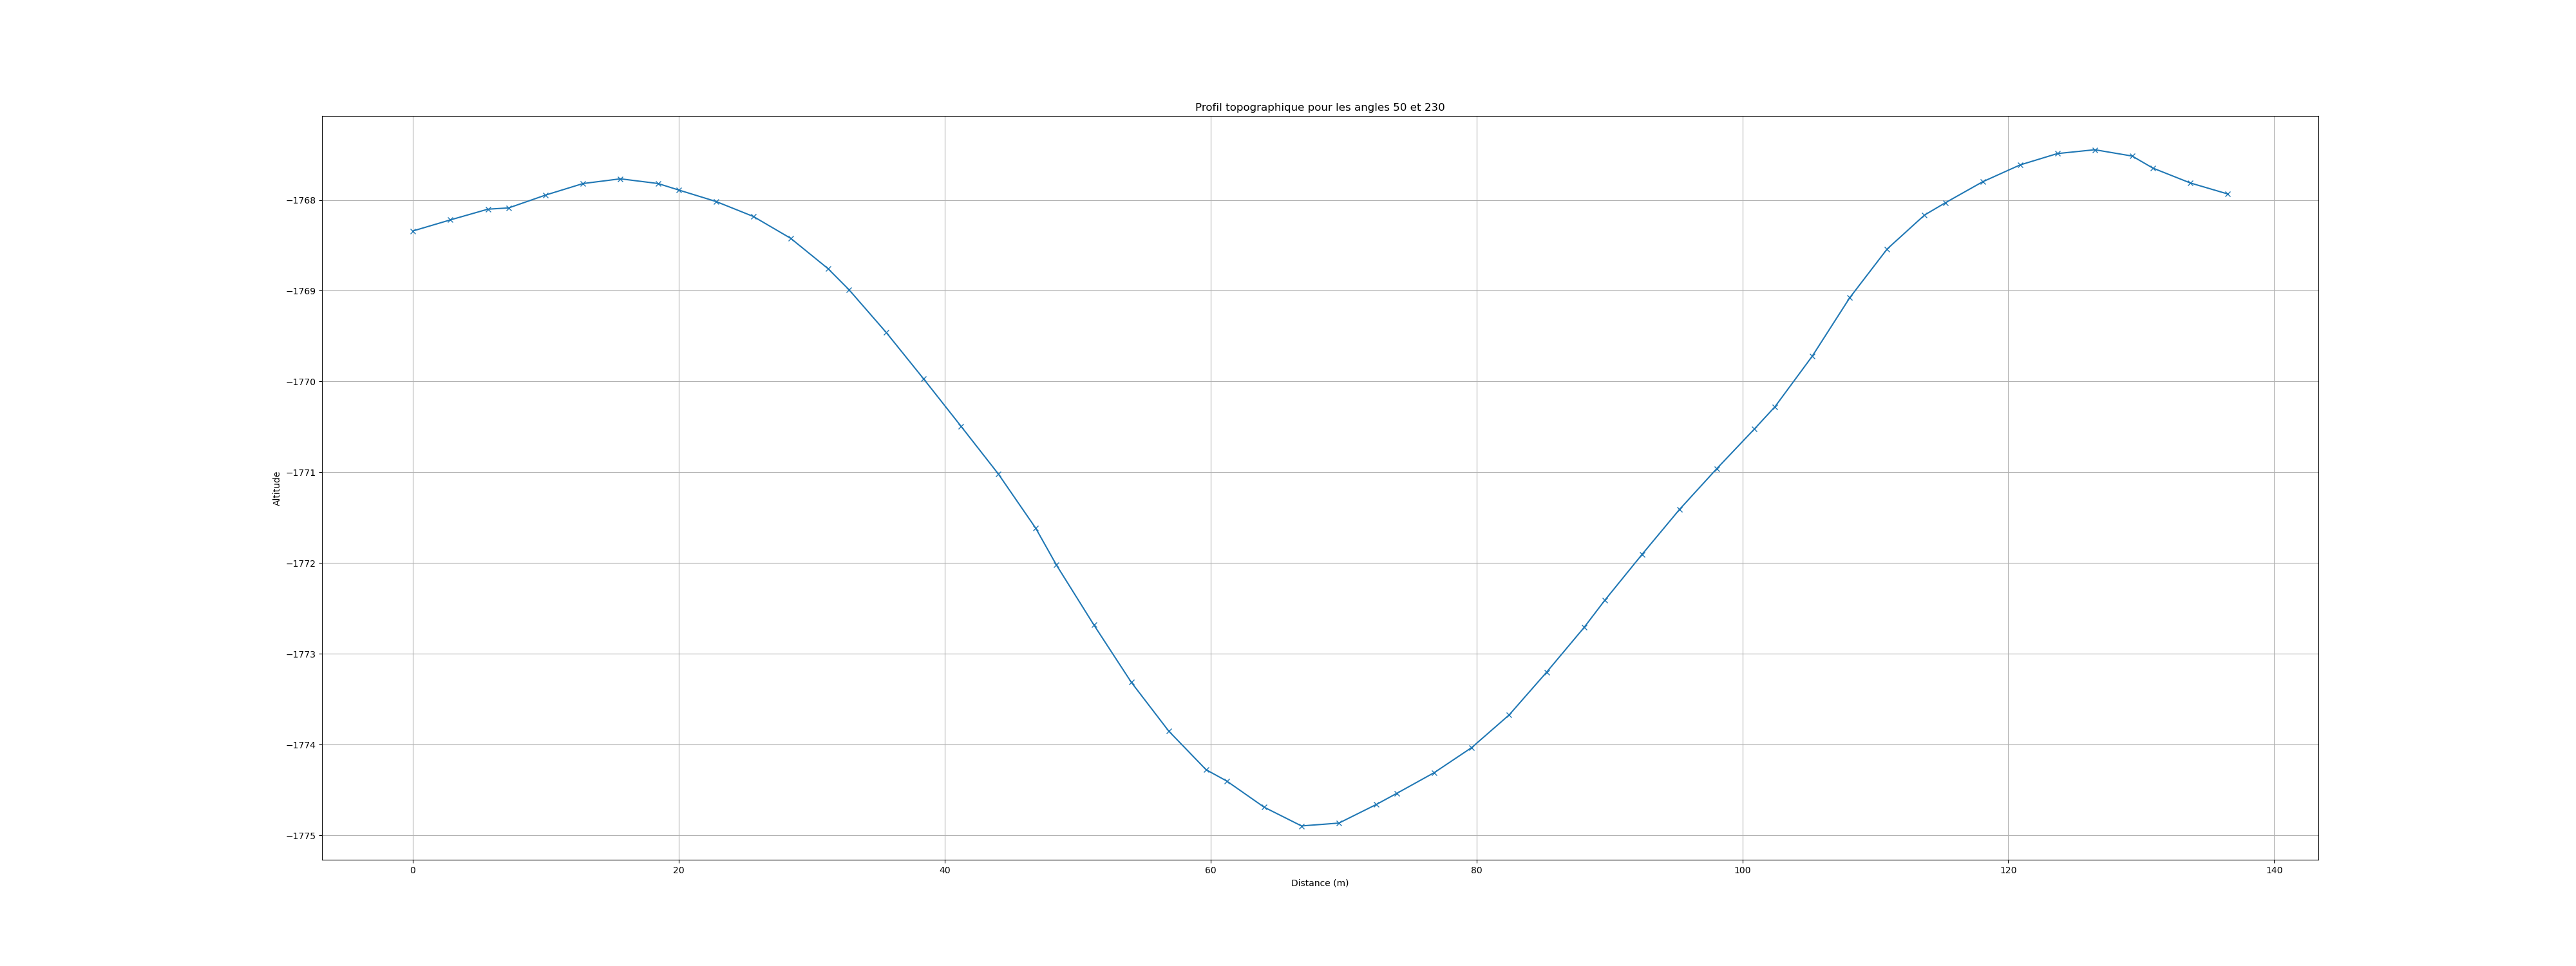 Profil topographique pour les angles 50 et 230
Altitude
−1768
−1769
−1770
−1771
−1772
−1773
−1774
−1775
0 20 40 60 80 100 120 140
Distance (m)